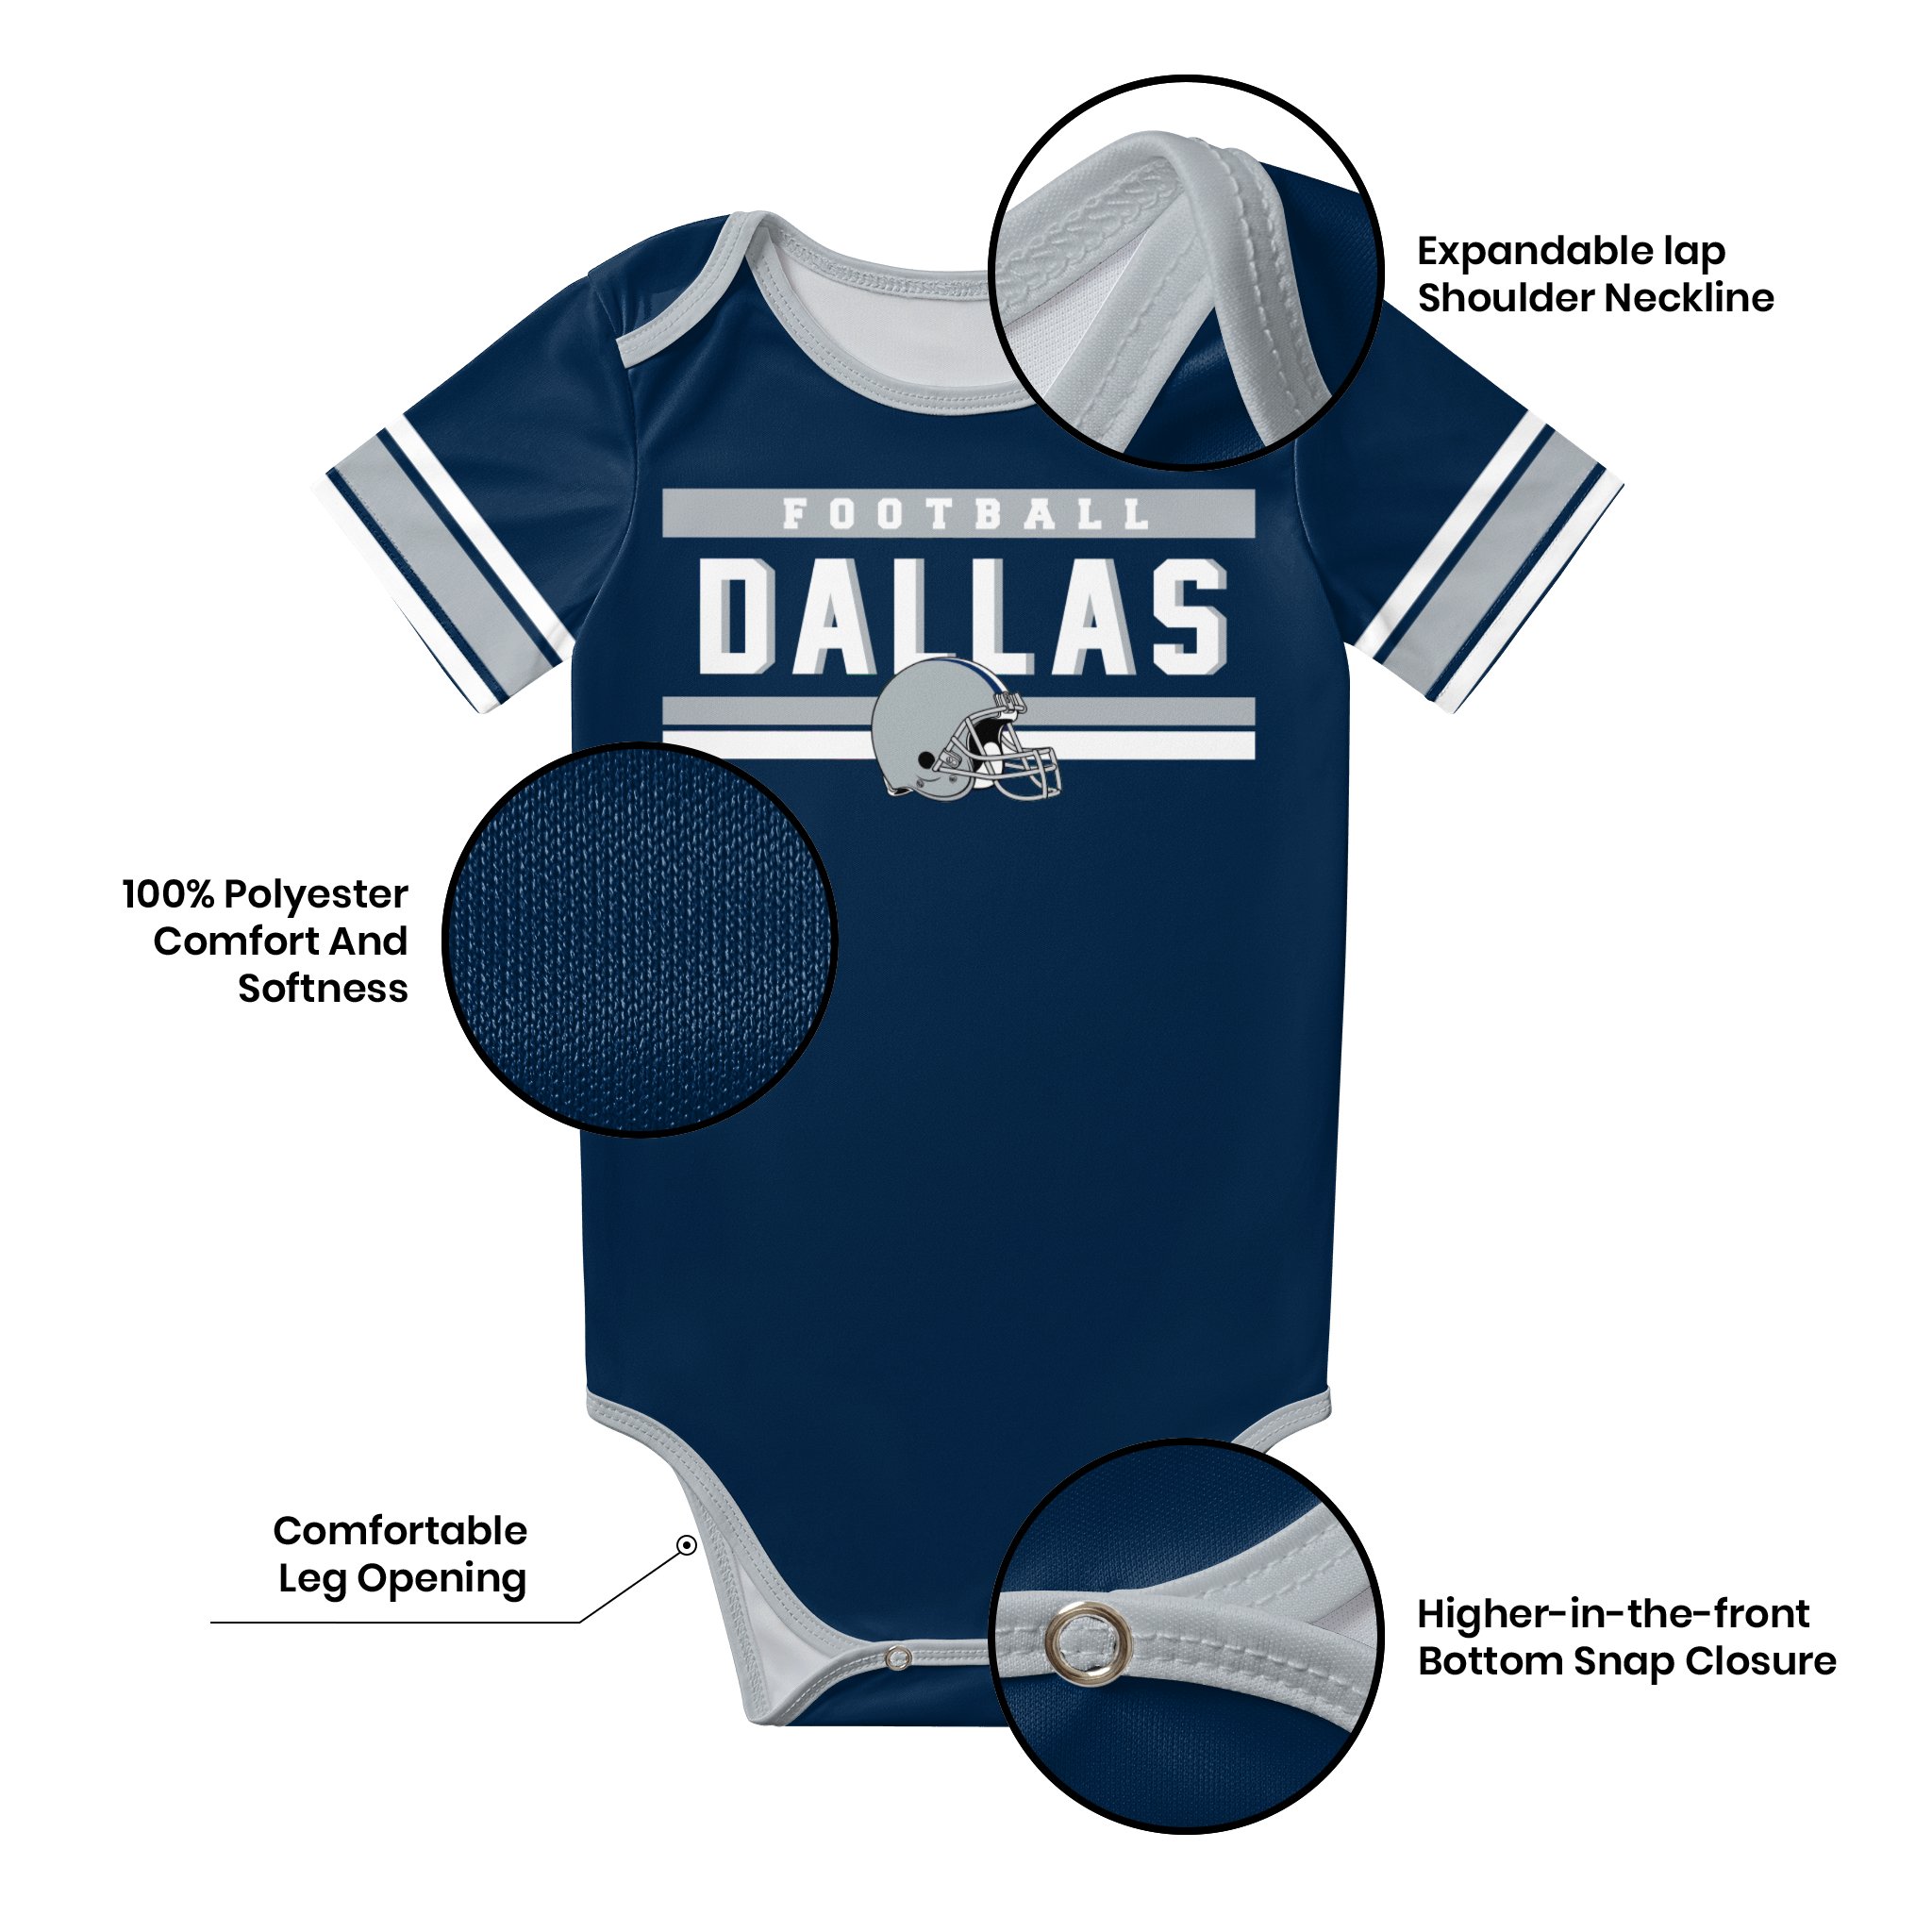 Expandable lap
Shoulder Neckline
FOOTBALL
DALLAS
100% Polyester
Comfort And
Softness
Comfortable
Leg Opening
Higher-in-the-front
Bottom Snap Closure